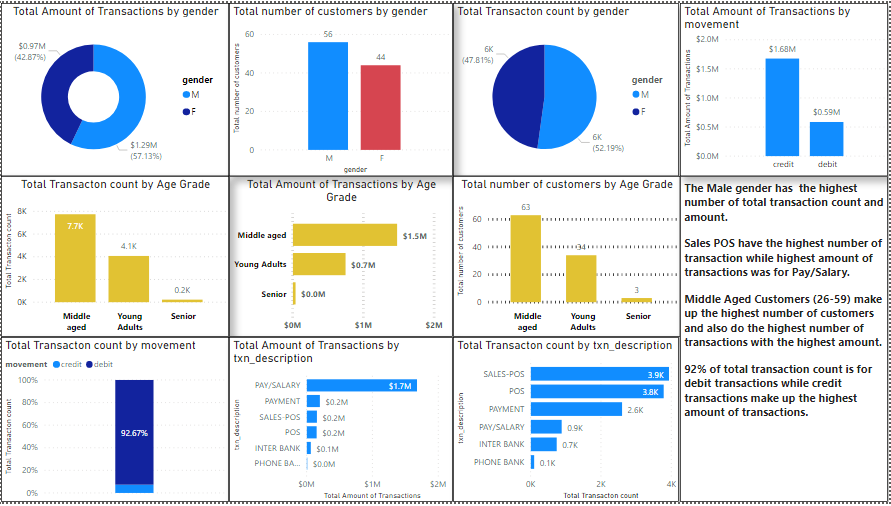 Total Amount of Transactions by gender
$0.97M
(42.87%)
gender
M
F
$1.29M
(57.13%)
Total number of customers by gender
Total number of customers
60
40
20
0
56
44
M
F
gender
Total Transacton count by gender
6K
(47.81%)
gender
M
F
6K
(52.19%)
Total Amount of Transactions by
movement
Total Amount of Transactions
$2.0M
$1.5M
$1.0M
$0.5M
$0.0M
$1.68M
$0.59M
credit
debit
Total Transacton count by Age Grade
Total Transacton count
8K
6K
4K
2K
0K
7.7K
4.1K
0.2K
Middle
aged
Young
Adults
Senior
Total Amount of Transactions by Age
Grade
Middle aged
$1.5M
Young Adults
$0.7M
Senior
$0.0M
$0M
$1M
$2M
Total number of customers by Age Grade
Total number of customers
60
40
20
0
63
34
3
Middle
aged
Young
Adults
Senior
The Male gender has the highest
number of total transaction count and
amount.
Sales POS have the highest number of
transaction while highest amount of
transactions was for Pay/Salary.
Middle Aged Customers (26-59) make
up the highest number of customers
and also do the highest number of
transactions with the highest amount.
92% of total transaction count is for
debit transactions while credit
transactions make up the highest
amount of transactions.
Total Transacton count by movement
movement credit debit
Total Transacton count
100%
80%
60%
40%
20%
0%
92.67%
Total Amount of Transactions by
txn_description
txn_description
PAY/SALARY
$1.7M
PAYMENT
$0.2M
SALES-POS
$0.2M
POS
$0.2M
INTER BANK
$0.1M
PHONE BA...
$0.0M
$0M
$1M
$2M
Total Amount of Transactions
Total Transacton count by txn_description
txn_description
SALES-POS
3.9K
POS
3.8K
PAYMENT
2.6K
PAY/SALARY
0.9K
INTER BANK
0.7K
PHONE BANK
0.1K
0K
2K
4K
Total Transacton count